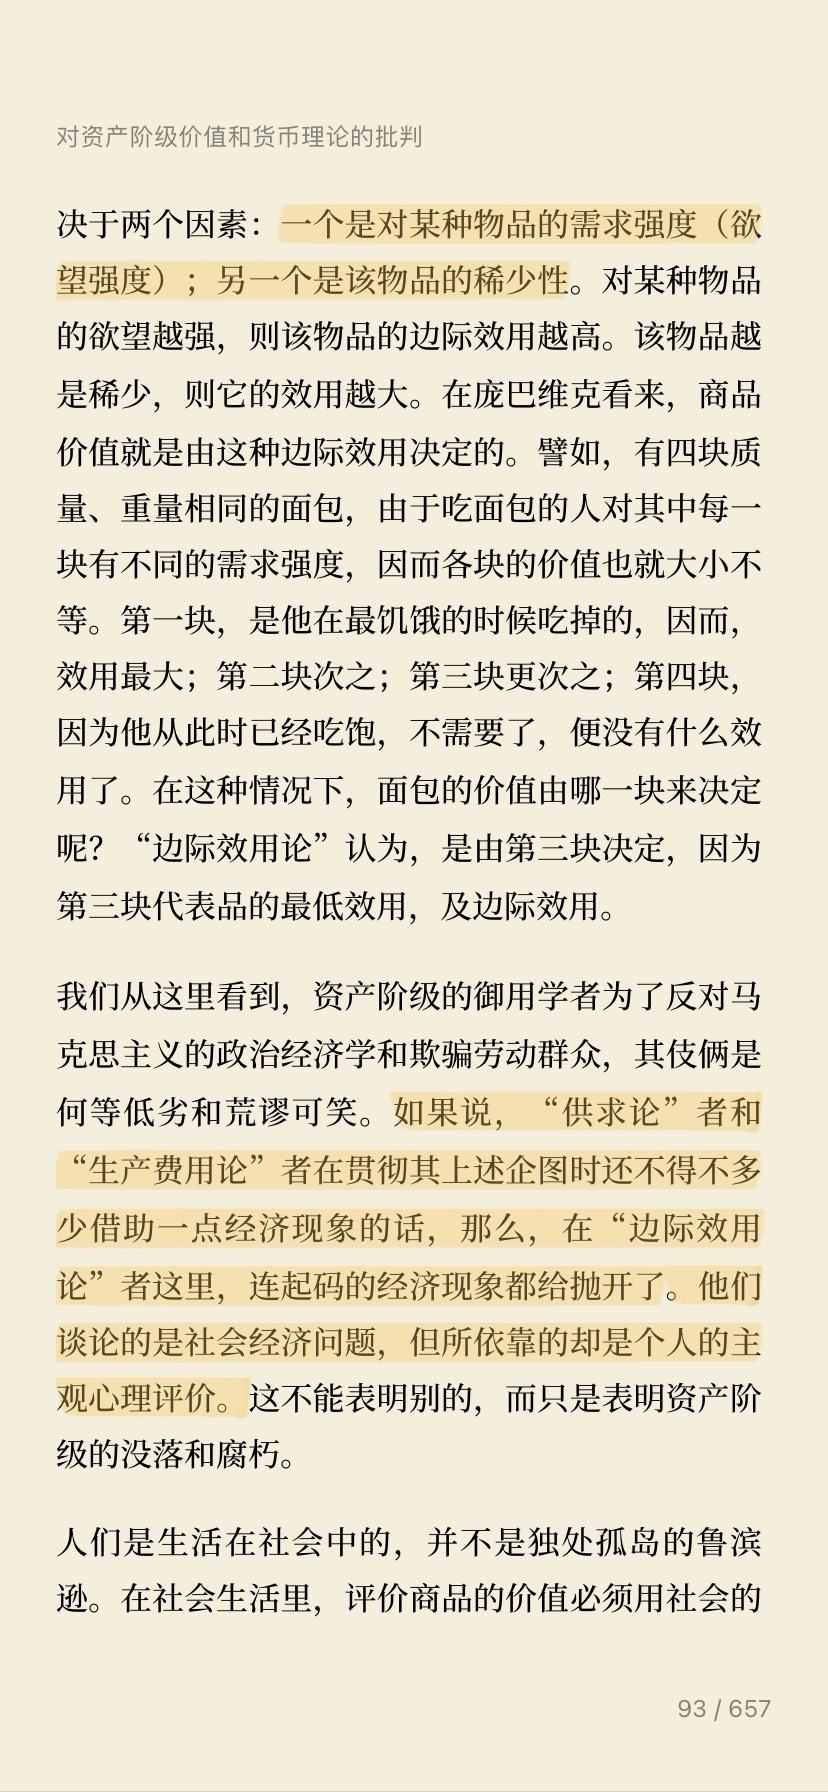 对资产阶级价值和货币理论的批判
决于两个因素：一个是对某种物品的需求强度（欲
望强度）；另一个是该物品的稀少性。对某种物品
的欲望越强，则该物品的边际效用越高。该物品越
是稀少，则它的效用越大。在庞巴维克看来，商品
价值就是由这种边际效用决定的。譬如，有四块质
量、重量相同的面包，由于吃面包的人对其中每一
块有不同的需求强度，因而各块的价值也就大小不
等。第一块，是他在最饥饿的时候吃掉的，因而，
效用最大；第二块次之；第三块更次之；第四块，
因为他从此时已经吃饱，不需要了，便没有什么效
用了。在这种情况下，面包的价值由哪一块来决定
呢？“边际效用论”认为，是由第三块决定，因为
第三块代表品的最低效用，及边际效用。
我们从这里看到，资产阶级的御用学者为了反对马
克思主义的政治经济学和欺骗劳动群众，其伎俩是
何等低劣和荒谬可笑。如果说，“供求论”者和
“生产费用论”者在贯彻其上述企图时还不得不多
少借助一点经济现象的话，那么，在“边际效用
论”者这里，连起码的经济现象都给抛开了。他们
谈论的是社会经济问题，但所依靠的却是个人的主
观心理评价。这不能表明别的，而只是表明资产阶
级的没落和腐朽。
人们是生活在社会中的，并不是独处孤岛的鲁滨
逊。在社会生活里，评价商品的价值必须用社会的
93 / 657